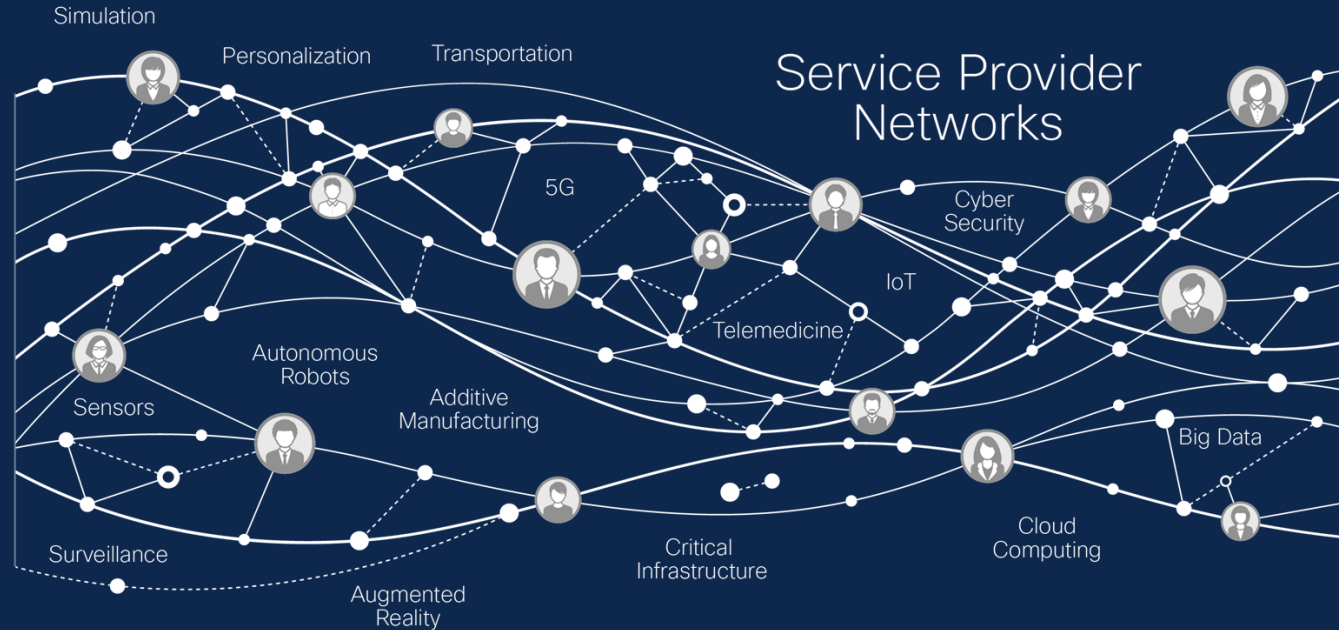 Simulation
Personalization
Transportation
Service Provider
Networks
5G
Cyber
Security
IoT
Telemedicine
Autonomous
Robots
Additive
Manufacturing
Sensors
Big Data
Surveillance
Critical
Infrastructure
Cloud
Computing
Augmented
Reality